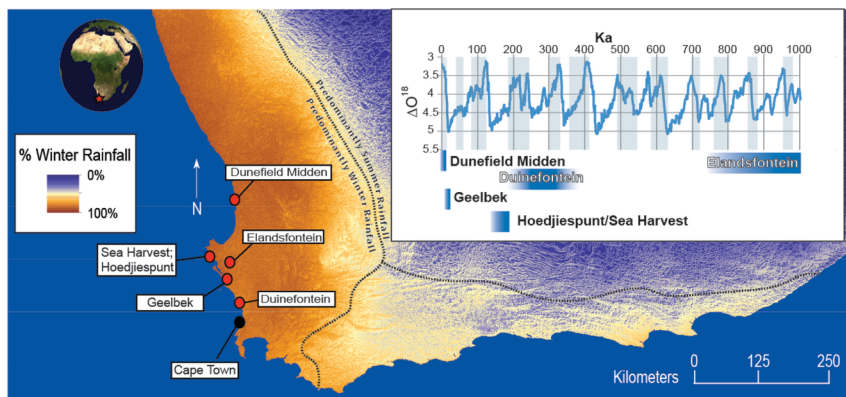 Ka
0 100 200 300 400 500 600 700 800 900 1000
3
3.5
4
4.5
5
5.5
ΔO18
Dunefield Midden
Elandsfontein
Duinefontein
Geelbek
Hoedjiespunt/Sea Harvest
% Winter Rainfall
0%
100%
N
Predominantly Summer Rainfall
Predominantly Winter Rainfall
Dunefield Midden
Elandsfontein
Sea Harvest;
Hoedjiespunt
Geelbek
Duinefontein
Cape Town
Kilometers
0 125 250